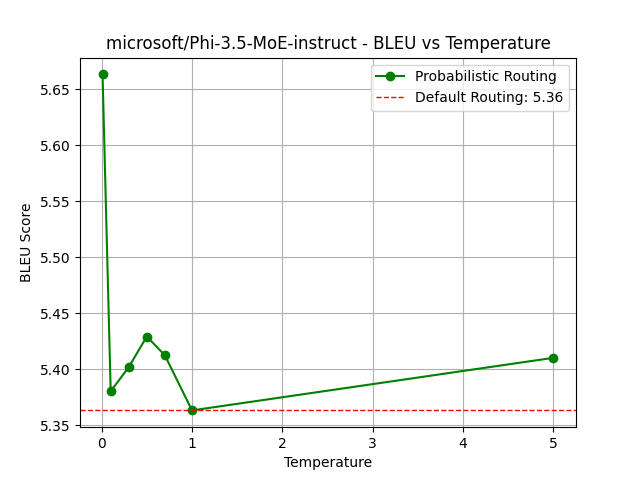 microsoft/Phi-3.5-MoE-instruct - BLEU vs Temperature
Probabilistic Routing
Default Routing: 5.36
BLEU Score
5.65
5.60
5.55
5.50
5.45
5.40
5.35
0 1 2 3 4 5
Temperature